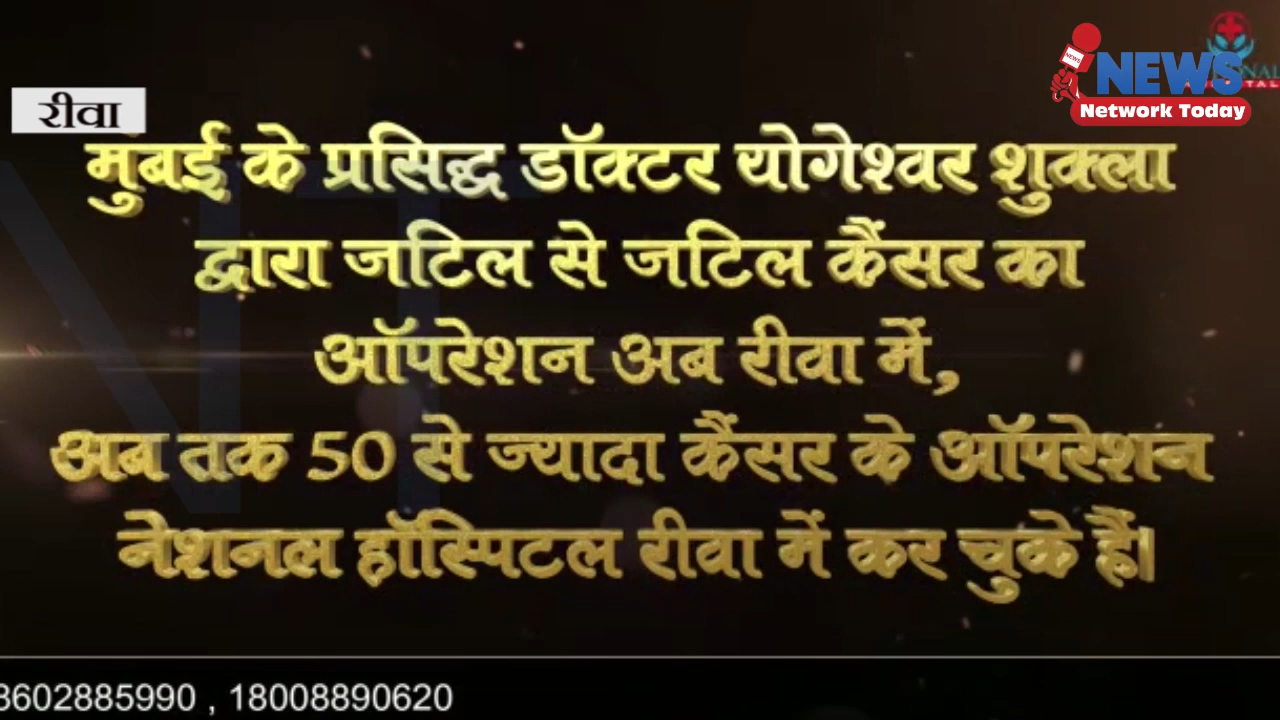 NEWS
Network Today
रीवा
मुंबई के प्रसिद्ध डॉक्टर योगेश्वर शुक्ला
द्वारा जटिल से जटिल कैंसर का
ऑपरेशन अब रीवा में,
अब तक 50 से ज्यादा कैंसर के ऑपरेशन
नेशनल हॉस्पिटल रीवा में कर चुके हैं।
8602885990 , 18008890620